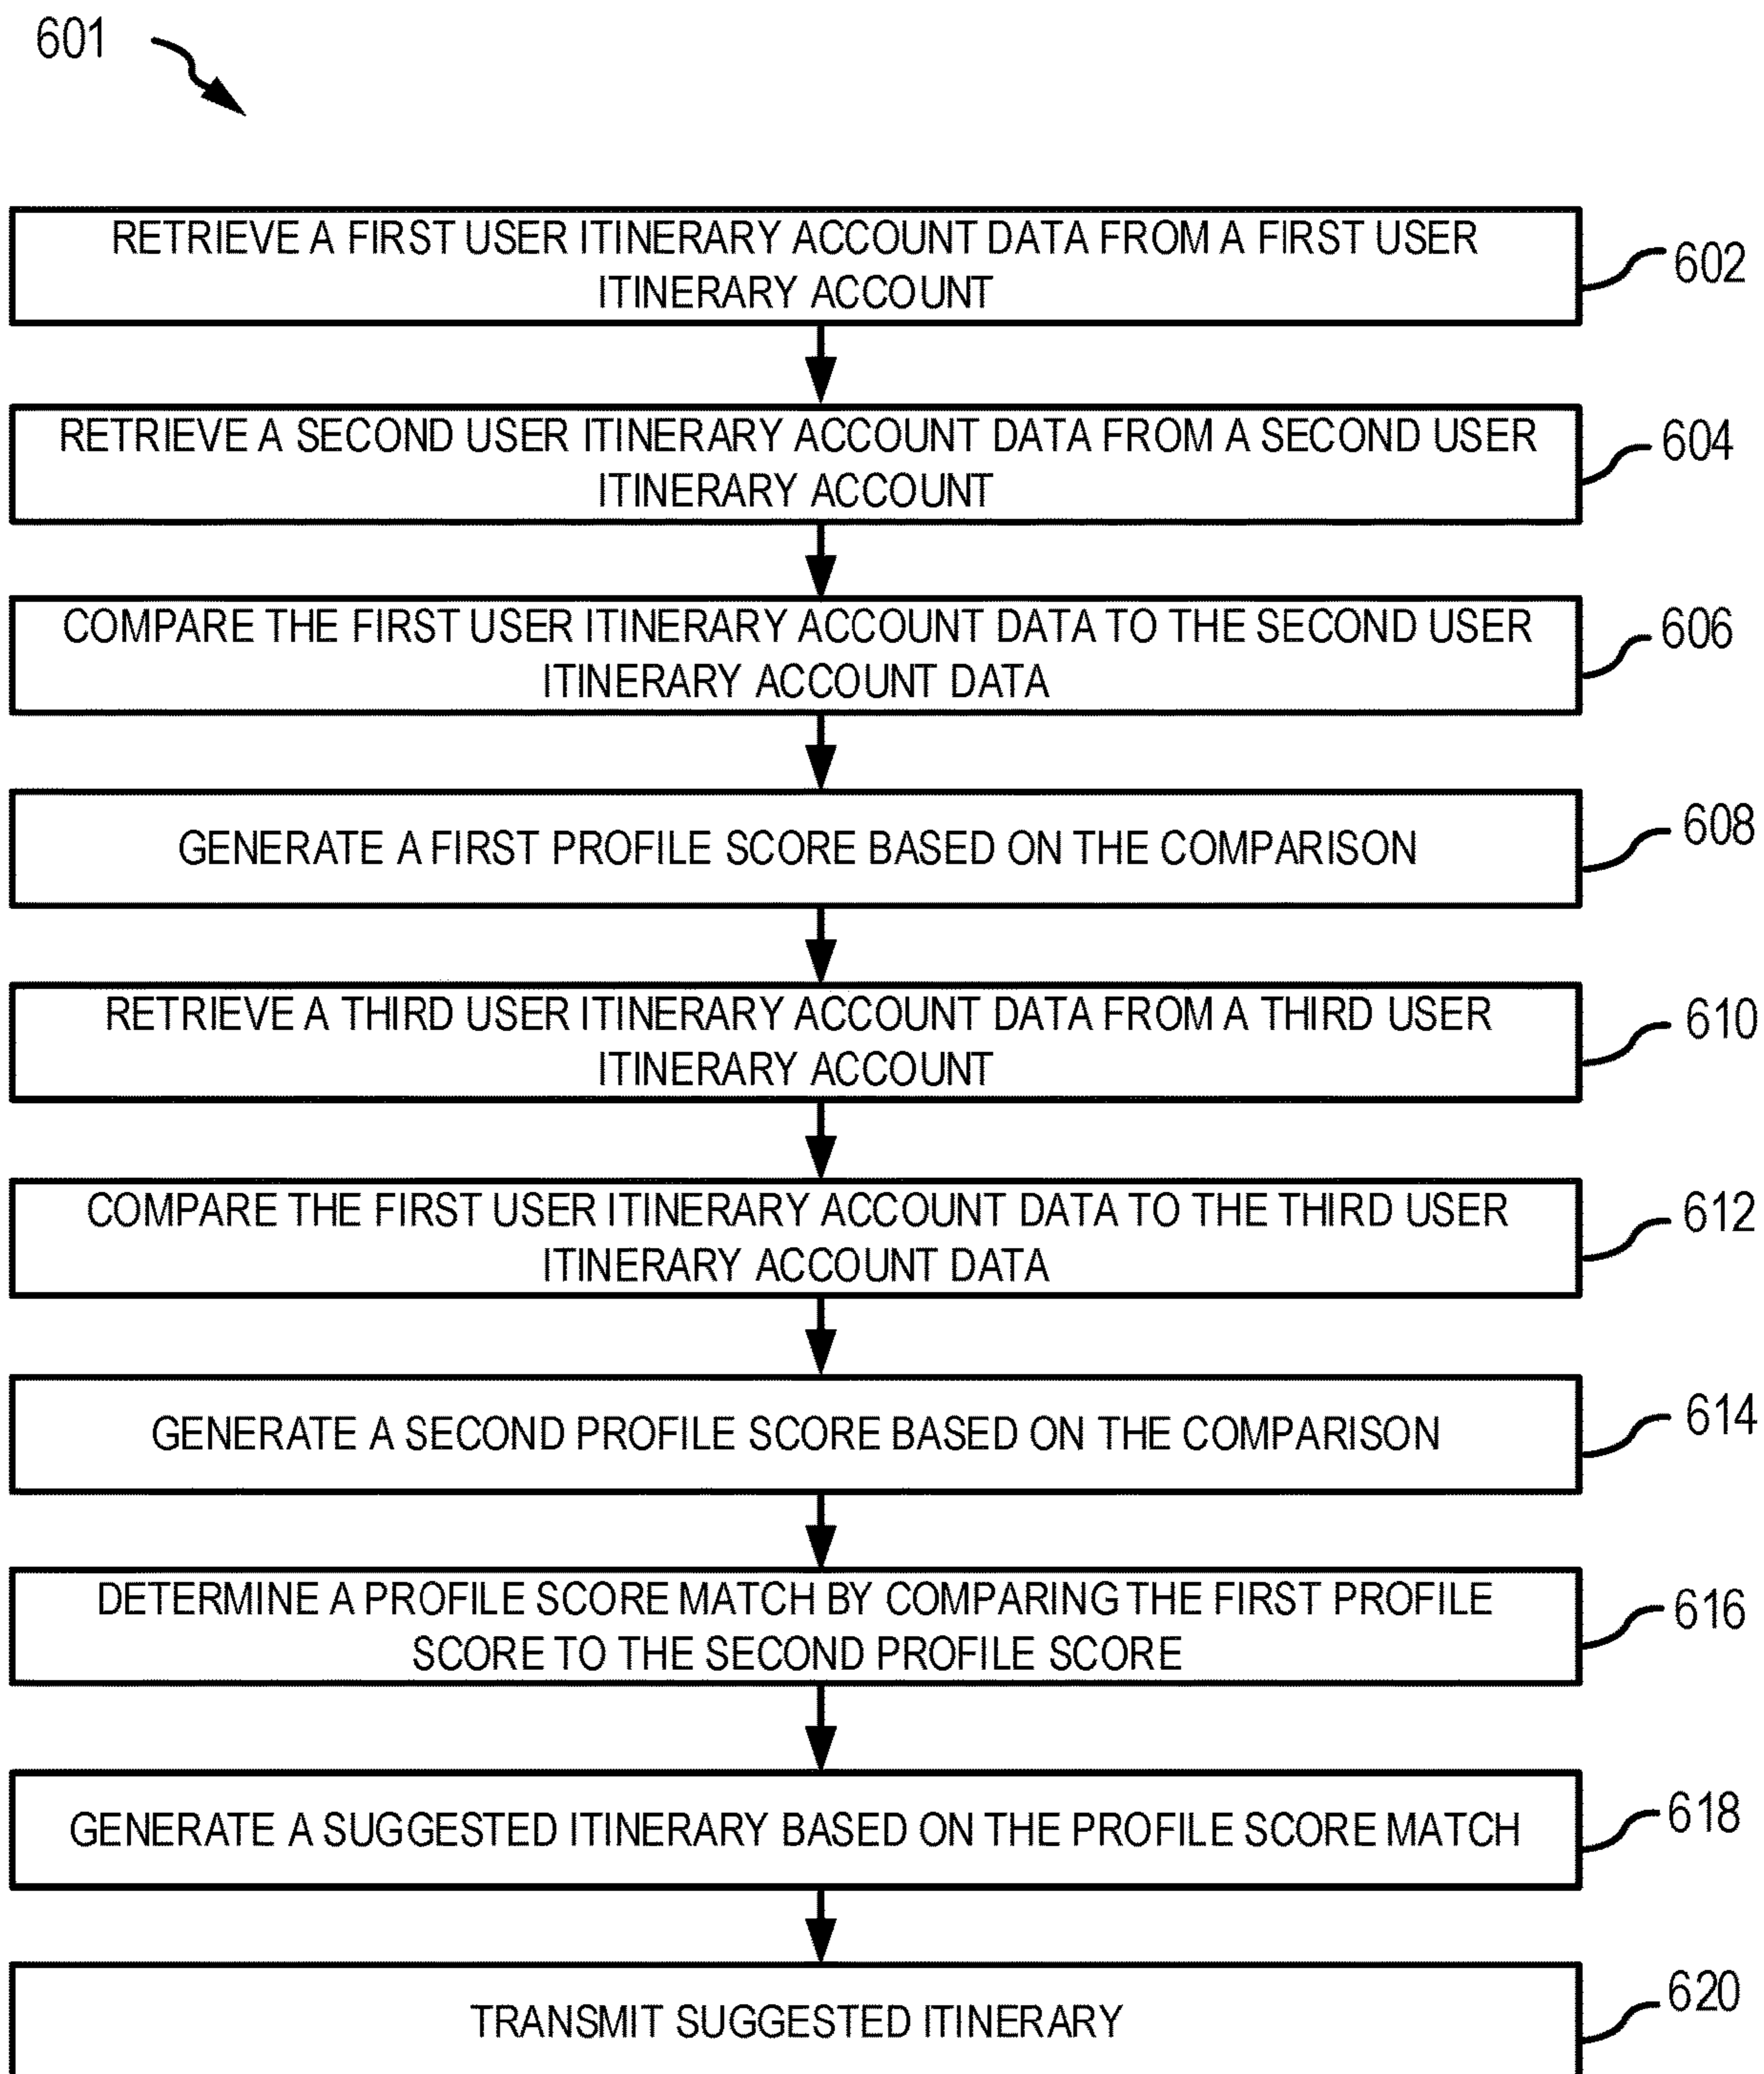 601
RETRIEVE A FIRST USER ITINERARY ACCOUNT DATA FROM A FIRST USER
ITINERARY ACCOUNT
602
RETRIEVE A SECOND USER ITINERARY ACCOUNT DATA FROM A SECOND USER
ITINERARY ACCOUNT
604
COMPARE THE FIRST USER ITINERARY ACCOUNT DATA TO THE SECOND USER
ITINERARY ACCOUNT DATA
606
GENERATE A FIRST PROFILE SCORE BASED ON THE COMPARISON
608
RETRIEVE A THIRD USER ITINERARY ACCOUNT DATA FROM A THIRD USER
ITINERARY ACCOUNT
610
COMPARE THE FIRST USER ITINERARY ACCOUNT DATA TO THE THIRD USER
ITINERARY ACCOUNT DATA
612
GENERATE A SECOND PROFILE SCORE BASED ON THE COMPARISON
614
DETERMINE A PROFILE SCORE MATCH BY COMPARING THE FIRST PROFILE
SCORE TO THE SECOND PROFILE SCORE
616
GENERATE A SUGGESTED ITINERARY BASED ON THE PROFILE SCORE MATCH
618
TRANSMIT SUGGESTED ITINERARY
620